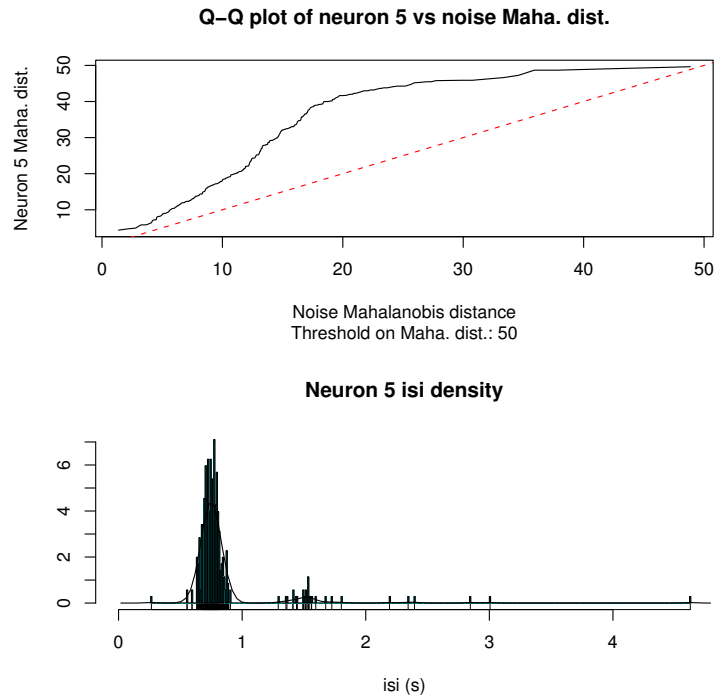 Q−Q plot of neuron 5 vs noise Maha. dist.
Neuron 5 Maha. dist.
50
40
30
20
10
0 10 20 30 40 50
Noise Mahalanobis distance
Threshold on Maha. dist.: 50
Neuron 5 isi density
6
4
2
0
0 1 2 3 4
isi (s)